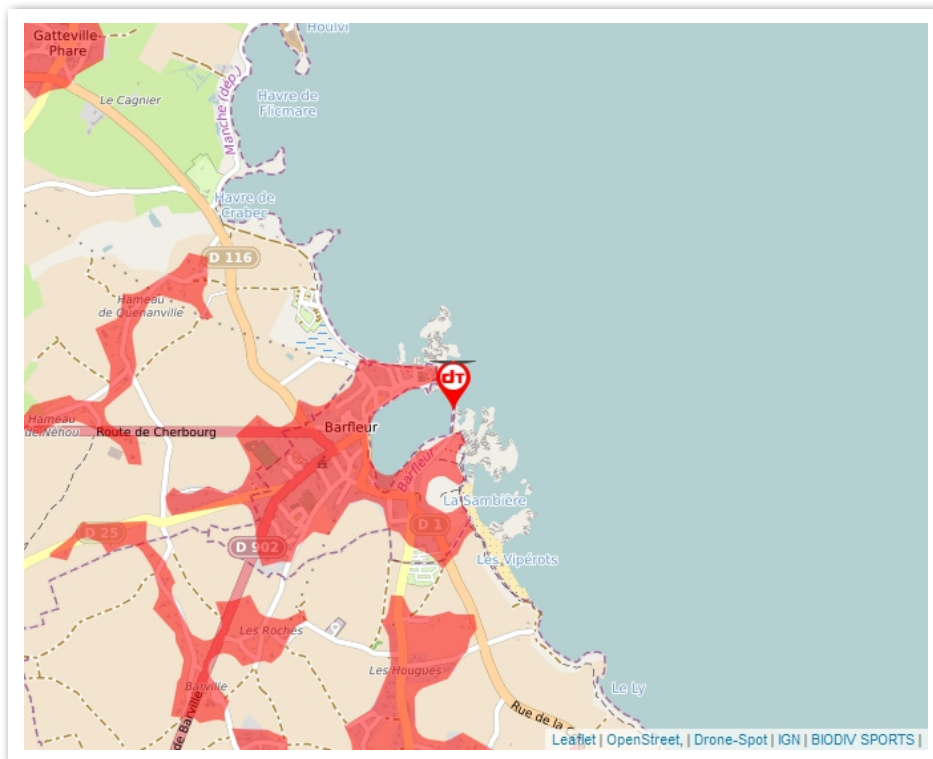 Houlvi
Gatteville-
Phare
Le Cagnier
Havre de
Flicmare
Manche (dép.)
Havre de
Crabec
D 116
Hameau
de Quenanville
dT
Hameau
de Néhou
Route de Cherbourg
Barfleur
Barfleur
La Sambière
D 25
D 1
D 902
Les Vipérots
Les Roches
Les Hougues
Barville
Le Ly
de Barville
Rue de la
Leaflet | OpenStreet, | Drone-Spot | IGN | BIODIV SPORTS |